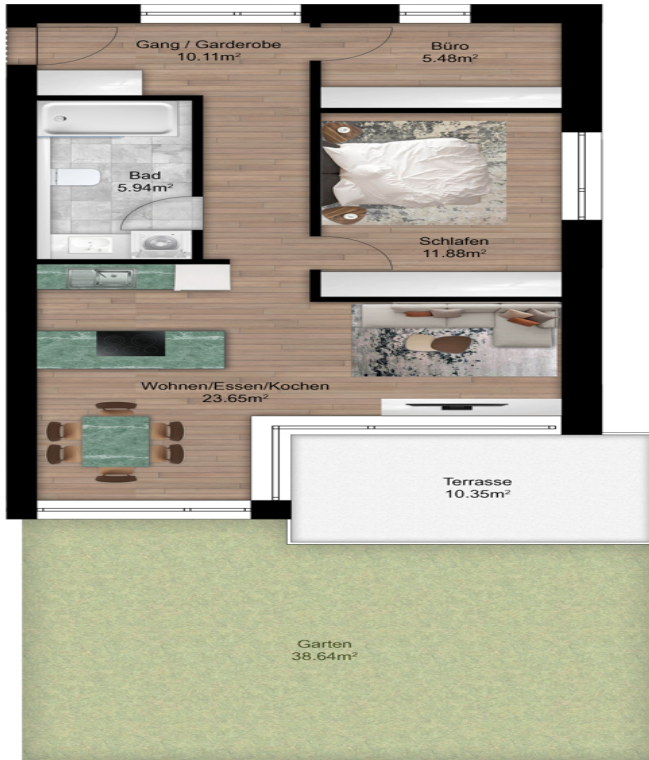 Gang / Garderobe
10.11m²
Büro
5.48m²
Bad
5.94m²
Schlafen
11.88m²
Wohnen/Essen/Kochen
23.65m²
Terrasse
10.35m²
Garten
38.64m²